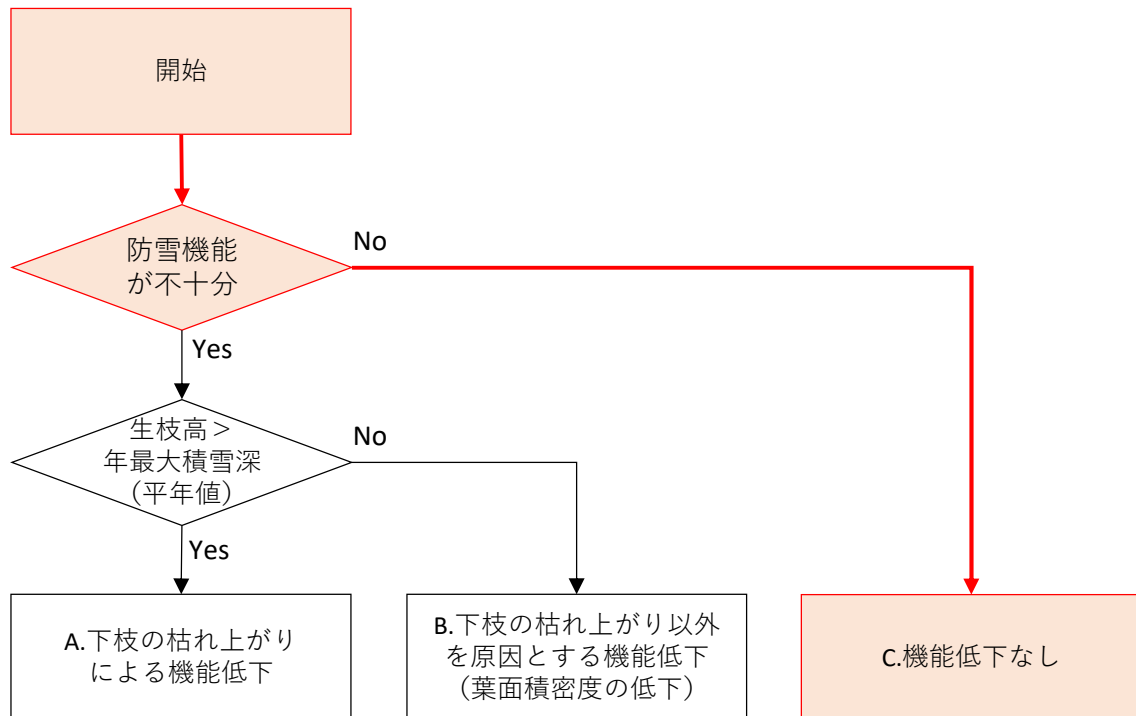 開始
防雪機能
が不十分
No
Yes
生枝高＞
年最大積雪深
（平年値）
No
Yes
A.下枝の枯れ上がり
による機能低下
B.下枝の枯れ上がり以外
を原因とする機能低下
（葉面積密度の低下）
C.機能低下なし